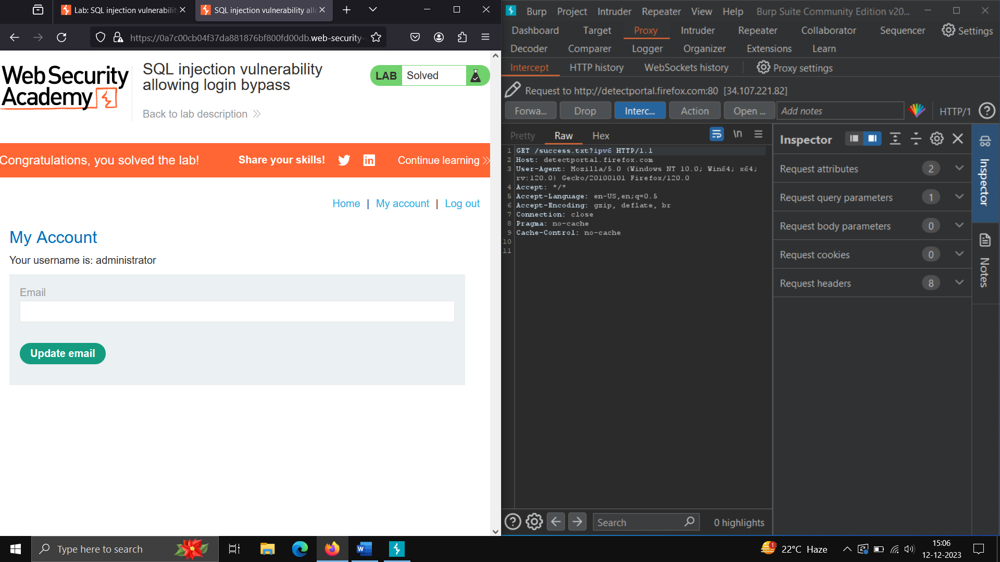 Lab: SQL injection vulnerabilit
SQL injection vulnerability all
https://0a7c00cb04f37da881876bf800fd00db.web-security-
WebSecurity
Academy
SQL injection vulnerability
allowing login bypass
Back to lab description
LAB Solved
Congratulations, you solved the lab!
Share your skills!
Continue learning
Home | My account | Log out
My Account
Your username is: administrator
Email
Update email
Burp Project Intruder Repeater View Help Burp Suite Community Edition v20...
Dashboard Target Proxy Intruder Repeater Collaborator Sequencer Settings
Decoder Comparer Logger Organizer Extensions Learn
Intercept HTTP history WebSockets history Proxy settings
Request to http://detectportal.firefox.com:80 [34.107.221.82]
Forwa... Drop Interc... Action Open ... Add notes HTTP/1 ?
Pretty Raw Hex \n
1 GET /success.txt?ipv6 HTTP/1.1
2 Host: detectportal.firefox.com
3 User-Agent: Mozilla/5.0 (Windows NT 10.0; Win64; x64;
rv:120.0) Gecko/20100101 Firefox/120.0
4 Accept: */*
5 Accept-Language: en-US,en;q=0.5
6 Accept-Encoding: gzip, deflate, br
7 Connection: close
8 Pragma: no-cache
9 Cache-Control: no-cache
10
11
Inspector
Request attributes 2
Request query parameters 1
Request body parameters 0
Request cookies 0
Request headers 8
Inspector
Notes
? Search 0 highlights
Type here to search
W
1
22°C Haze
15:06
12-12-2023